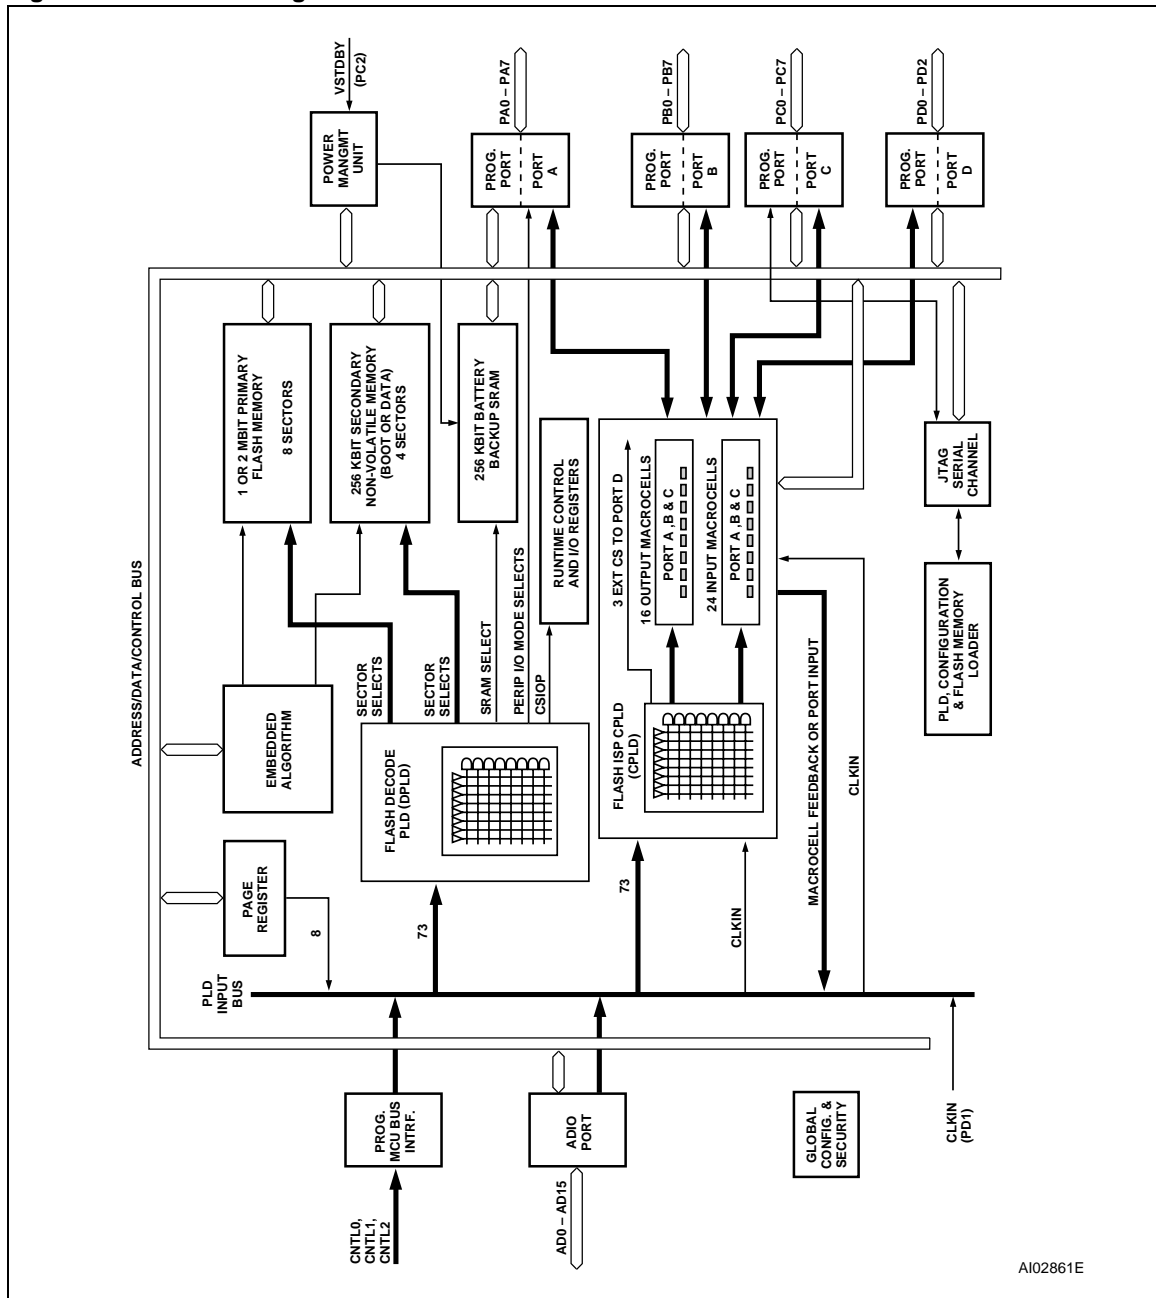 VSTDBY
(PC2)
PA0 – PA7
PB0 – PB7
PC0 – PC7
PD0 – PD2
POWER
MANGMT
UNIT
PROG.
PORT
PORT
A
PROG.
PORT
PORT
B
PROG.
PORT
PORT
C
PROG.
PORT
PORT
D
ADDRESS/DATA/CONTROL BUS
1 OR 2 MBIT PRIMARY
FLASH MEMORY
8 SECTORS
256 KBIT SECONDARY
NON-VOLATILE MEMORY
(BOOT OR DATA)
4 SECTORS
256 KBIT BATTERY
BACKUP SRAM
RUNTIME CONTROL
AND I/O REGISTERS
3 EXT CS TO PORT D
16 OUTPUT MACROCELLS
PORT A ,B & C
24 INPUT MACROCELLS
PORT A ,B & C
JTAG
SERIAL
CHANNEL
PLD, CONFIGURATION
& FLASH MEMORY
LOADER
SECTOR
SELECTS
SECTOR
SELECTS
SRAM SELECT
PERIP I/O MODE SELECTS
CSIOP
EMBEDDED
ALGORITHM
FLASH DECODE
PLD (DPLD)
FLASH ISP CPLD
(CPLD)
MACROCELL FEEDBACK OR PORT INPUT
CLKIN
PAGE
REGISTER
8
73
73
CLKIN
PLD
INPUT
BUS
PROG.
MCU BUS
INTRF.
ADIO
PORT
GLOBAL
CONFIG. &
SECURITY
CLKIN
(PD1)
CNTL0,
CNTL1,
CNTL2
AD0 – AD15
AI02861E